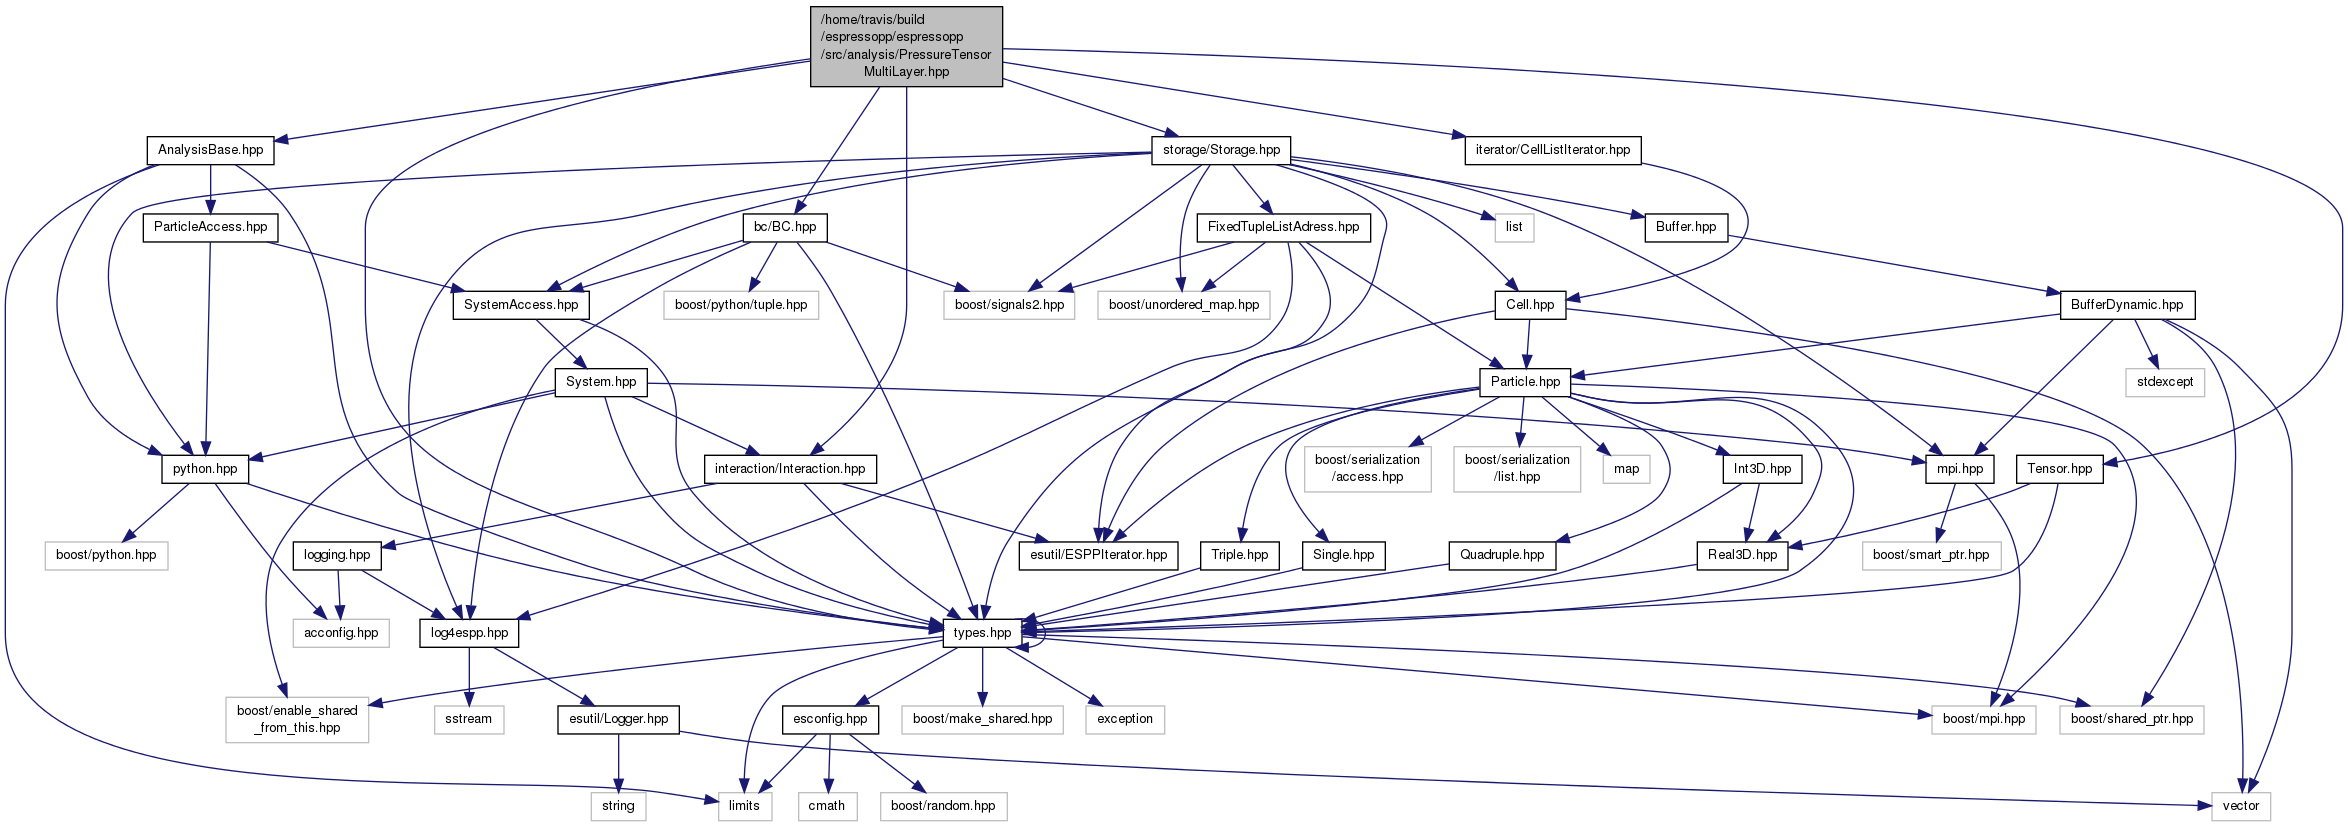 /home/travis/build
/espressopp/espressopp
/src/analysis/PressureTensor
MultiLayer.hpp
AnalysisBase.hpp
storage/Storage.hpp
iterator/CellListIterator.hpp
ParticleAccess.hpp
bc/BC.hpp
FixedTupleListAdress.hpp
list
Buffer.hpp
SystemAccess.hpp
boost/python/tuple.hpp
boost/signals2.hpp
boost/unordered_map.hpp
Cell.hpp
BufferDynamic.hpp
System.hpp
Particle.hpp
stdexcept
python.hpp
interaction/Interaction.hpp
boost/serialization
/access.hpp
boost/serialization
/list.hpp
map
Int3D.hpp
mpi.hpp
Tensor.hpp
boost/python.hpp
logging.hpp
esutil/ESPPIterator.hpp
Triple.hpp
Single.hpp
Quadruple.hpp
Real3D.hpp
boost/smart_ptr.hpp
acconfig.hpp
log4espp.hpp
types.hpp
boost/enable_shared
_from_this.hpp
sstream
esutil/Logger.hpp
esconfig.hpp
boost/make_shared.hpp
exception
boost/mpi.hpp
boost/shared_ptr.hpp
string
limits
cmath
boost/random.hpp
vector